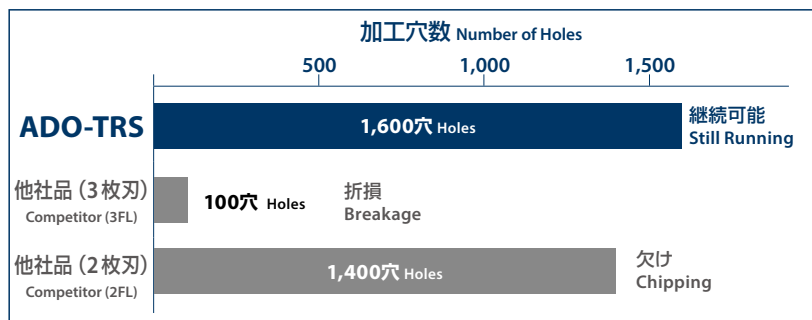 加工穴数 Number of Holes
500 1,000 1,500
ADO-TRS 1,600穴 Holes 継続可能
Still Running
他社品（3枚刃） 100穴 Holes 折損
Competitor (3FL) Breakage
他社品（2枚刃） 1,400穴 Holes 欠け
Competitor (2FL) Chipping